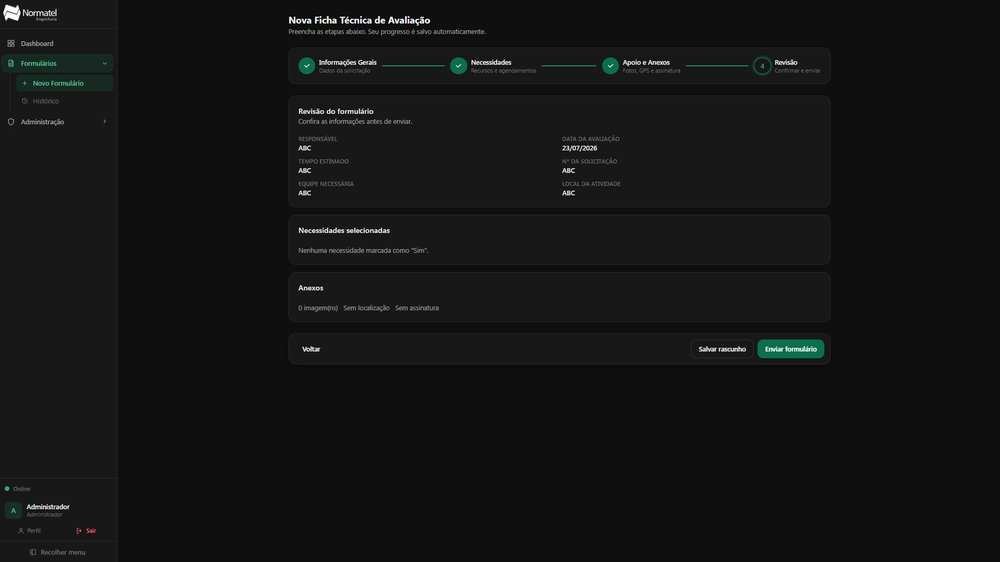 Normatel
Engenharia
Dashboard
Formulários
Novo Formulário
Histórico
Administração
Online
A
Administrador
Administrador
Perfil
Sair
Recolher menu
Nova Ficha Técnica de Avaliação
Preencha as etapas abaixo. Seu progresso é salvo automaticamente.
Informações Gerais
Dados da solicitação
Necessidades
Recursos e agendamentos
Apoio e Anexos
Fotos, GPS e assinatura
4
Revisão
Confirmar e enviar
Revisão do formulário
Confira as informações antes de enviar.
RESPONSÁVEL
ABC
DATA DA AVALIAÇÃO
23/07/2026
TEMPO ESTIMADO
ABC
Nº DA SOLICITAÇÃO
ABC
EQUIPE NECESSÁRIA
ABC
LOCAL DA ATIVIDADE
ABC
Necessidades selecionadas
Nenhuma necessidade marcada como "Sim".
Anexos
0 imagem(ns) Sem localização Sem assinatura
Voltar
Salvar rascunho
Enviar formulário